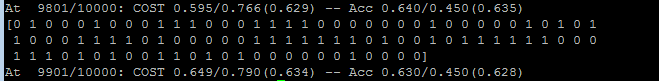 At  9801/10000: COST 0.595/0.766(0.629) -- Acc 0.640/0.450(0.635)
[0 1 0 0 0 1 0 0 0 1 1 1 0 0 0 1 1 1 1 0 0 0 0 0 0 0 0 1 0 0 0 0 0 1 0 1 0 1
 1 0 0 0 1 1 1 1 0 1 0 0 0 0 0 1 1 1 1 1 1 1 0 1 0 0 1 0 1 1 1 1 1 1 0 0 0
 1 1 1 0 1 0 1 0 0 1 1 0 1 0 1 0 0 0 0 0 0 1 0 0 0 0]
At  9901/10000: COST 0.649/0.790(0.634) -- Acc 0.630/0.450(0.628)